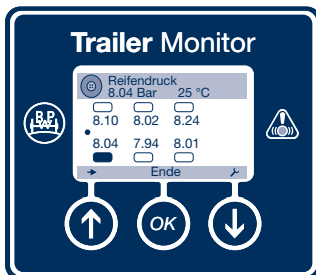 Trailer Monitor
Reifendruck
8.04 Bar 25 °C
8.10 8.02 8.24
8.04 7.94 8.01
Ende
BPW
OK